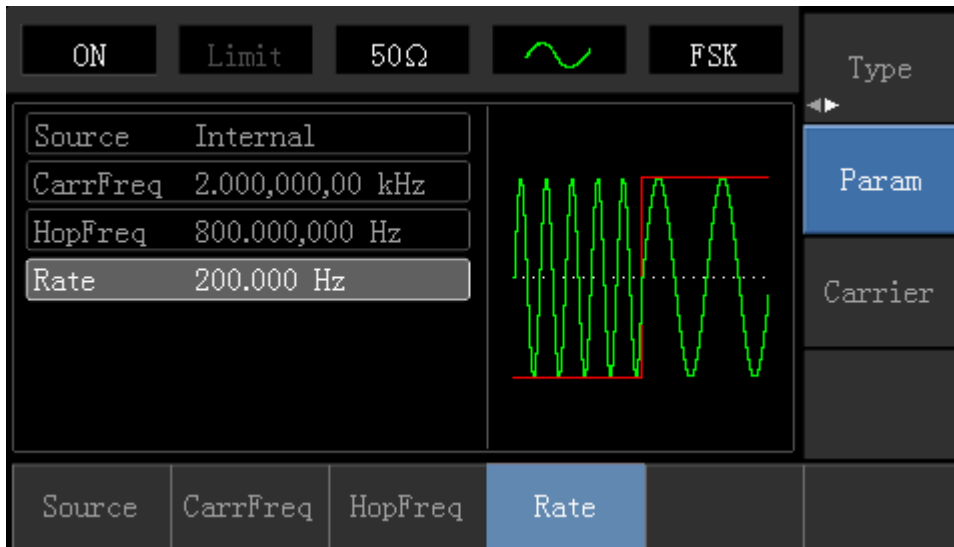 ON Limit 50Ω FSK
Type
Source Internal
CarrFreq 2.000,000,00 kHz
HopFreq 800.000,000 Hz
Rate 200.000 Hz
Param
Carrier
Source CarrFreq HopFreq Rate